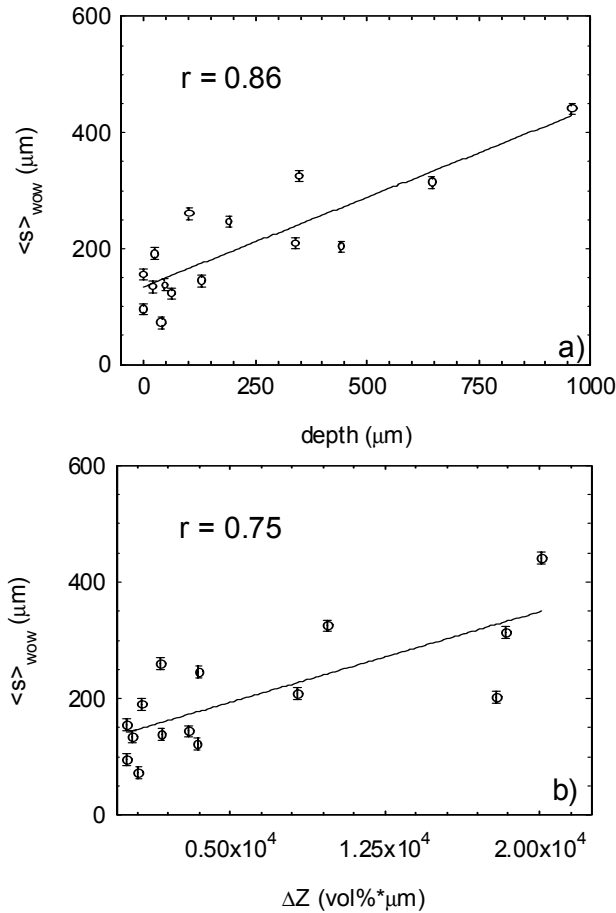 600
r = 0.86
400
<s>wow (μm)
200
0
a)
0 250 500 750 1000
depth (μm)
600
r = 0.75
400
<s>wow (μm)
200
0
b)
0.50x10⁴ 1.25x10⁴ 2.00x10⁴
ΔZ (vol%*μm)